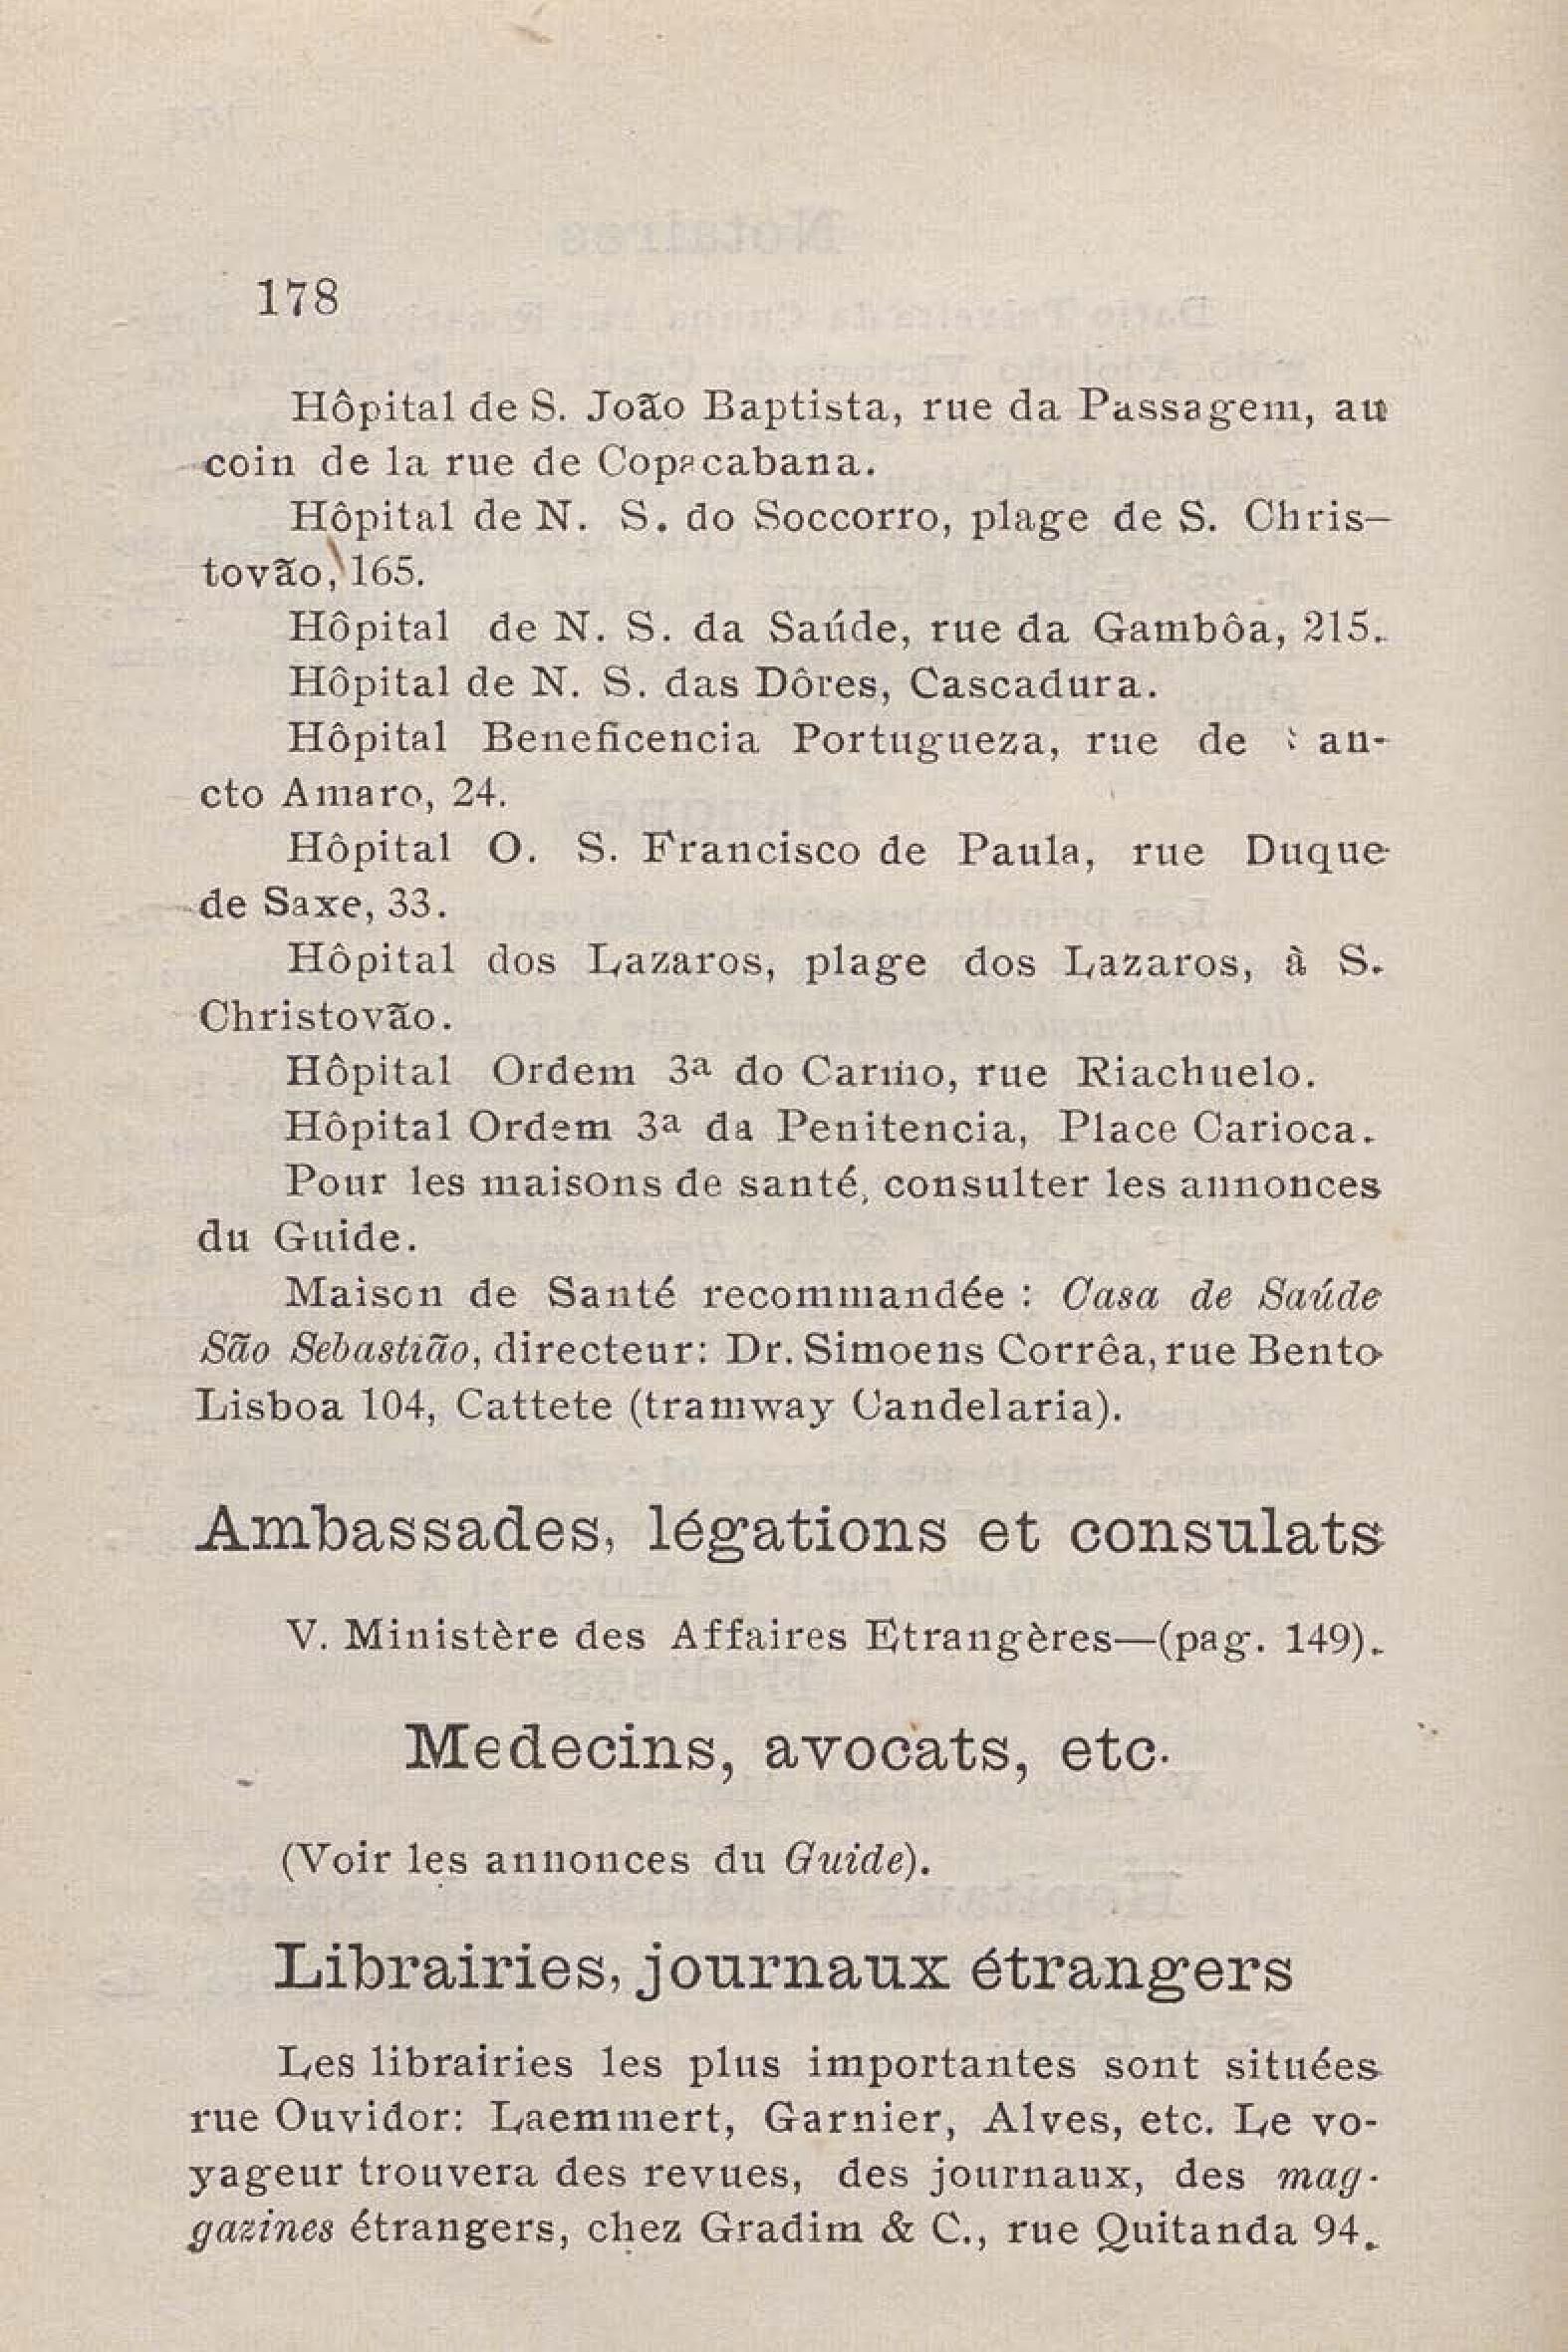 178
Hôpital de S. João Baptista, rue da Passagem, au
coin de la rue de Copacabana.
Hôpital de N. S. do Soccorro, plage de S. Chris-
tovão, 165.
Hôpital de N. S. da Saúde, rue da Gambôa, 215.
Hôpital de N. S. das Dôres, Cascadura.
Hôpital Beneficencia Portugueza, rue de an-
cto Amaro, 24.
Hôpital O. S. Francisco de Paula, rue Duque
de Saxe, 33.
Hôpital dos Lazaros, plage dos Lazaros, à S.
Christovão.
Hôpital Ordem 3ª do Carmo, rue Riachuelo.
Hôpital Ordem 3ª da Penitencia, Place Carioca.
Pour les maisons de santé, consulter les annonces
du Guide.
Maison de Santé recommandée : Casa de Saúde
São Sebastião, directeur: Dr. Simoens Corrêa, rue Bento
Lisboa 104, Cattete (tramway Candelaria).
Ambassades, légations et consulats
V. Ministère des Affaires Etrangères—(pag. 149).
Medecins, avocats, etc.
(Voir les annonces du Guide).
Librairies, journaux étrangers
Les librairies les plus importantes sont situées
rue Ouvidor: Laemmert, Garnier, Alves, etc. Le vo-
yageur trouvera des revues, des journaux, des mag-
gazines étrangers, chez Gradim & C., rue Quitanda 94.